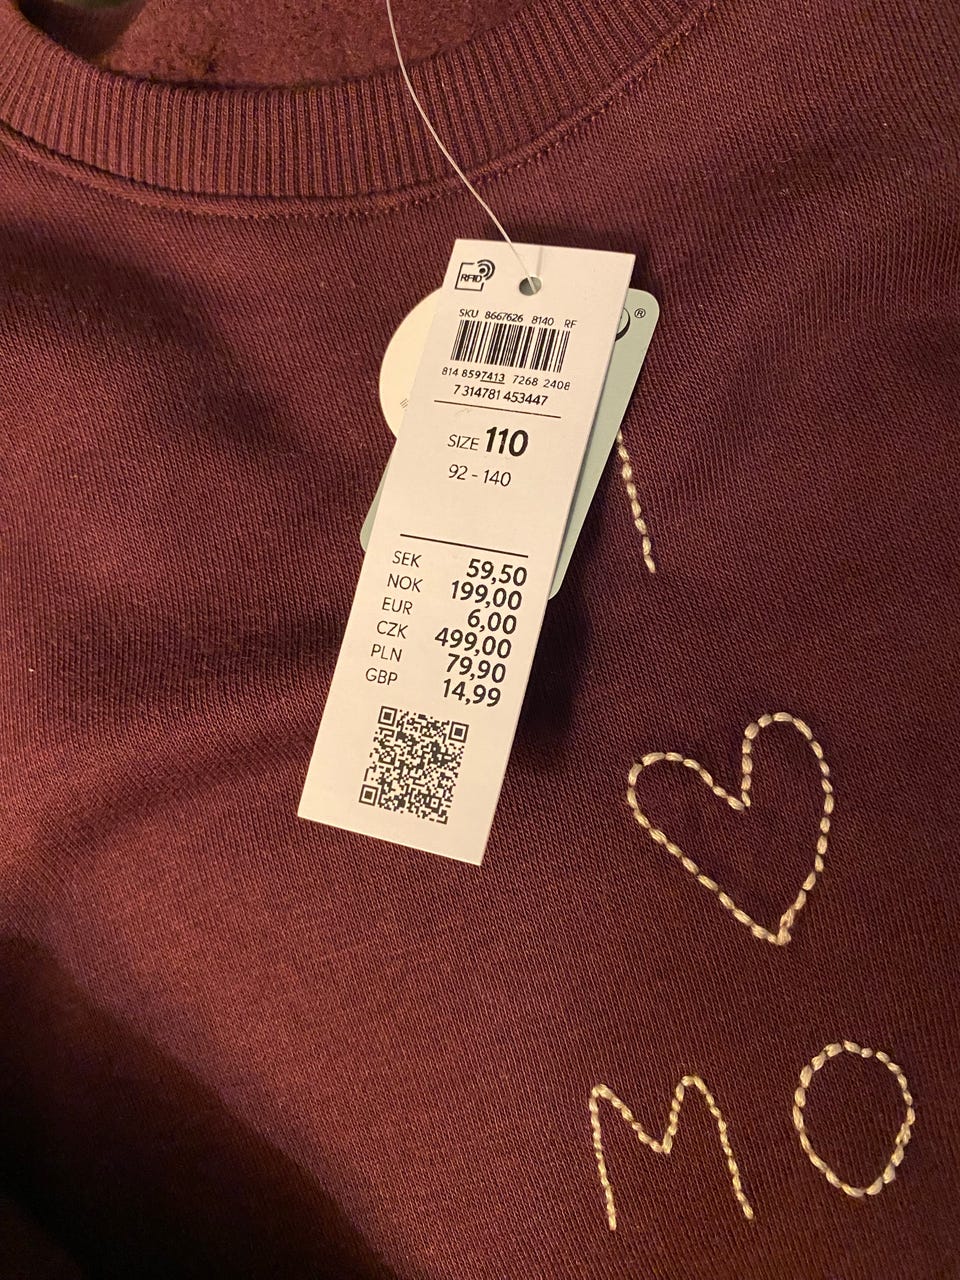 RFID
SKU 8667626 8140 RF
®
814 8597413 7268 2408
7 314781 453447
SIZE 110
92 - 140
SEK 59,50
NOK 199,00
EUR 6,00
CZK 499,00
PLN 79,90
GBP 14,99
I
MO